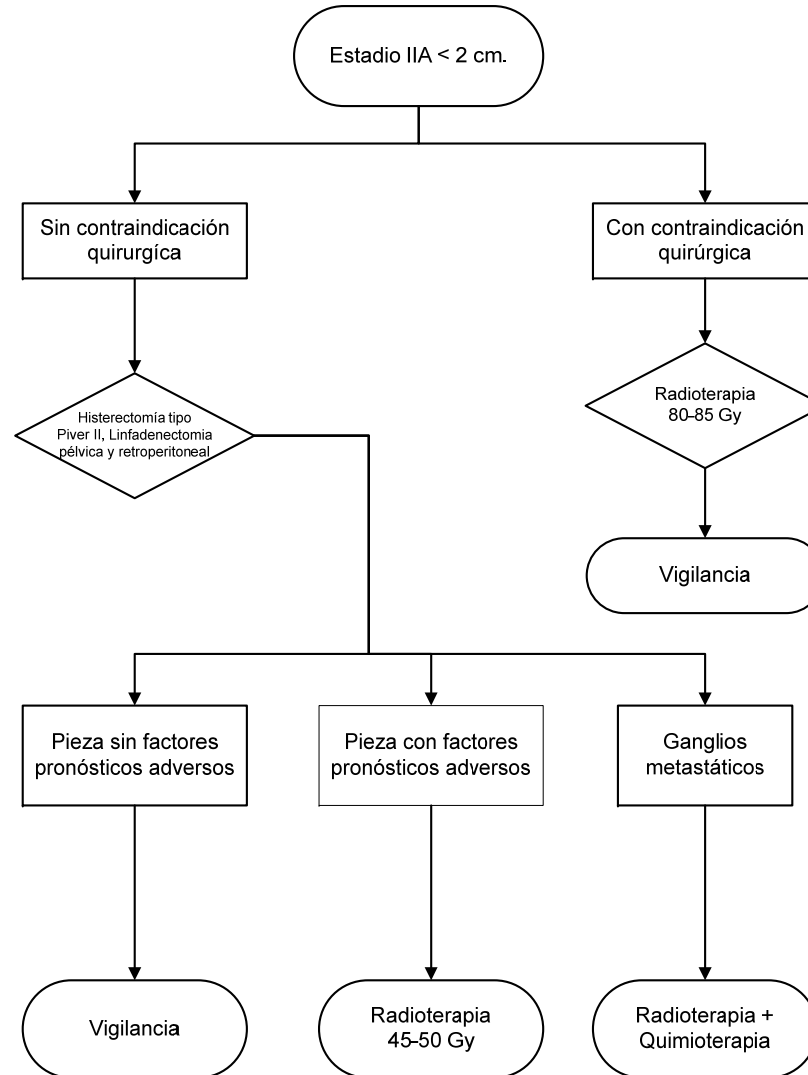 Estadio IIA < 2 cm.
Sin contraindicación
quirurgíca
Con contraindicación
quirúrgica
Histerectomía tipo
Piver II, Linfadenectomia
pélvica y retroperitoneal
Radioterapia
80-85 Gy
Vigilancia
Pieza sin factores
pronósticos adversos
Pieza con factores
pronósticos adversos
Ganglios
metastáticos
Vigilancia
Radioterapia
45-50 Gy
Radioterapia +
Quimioterapia